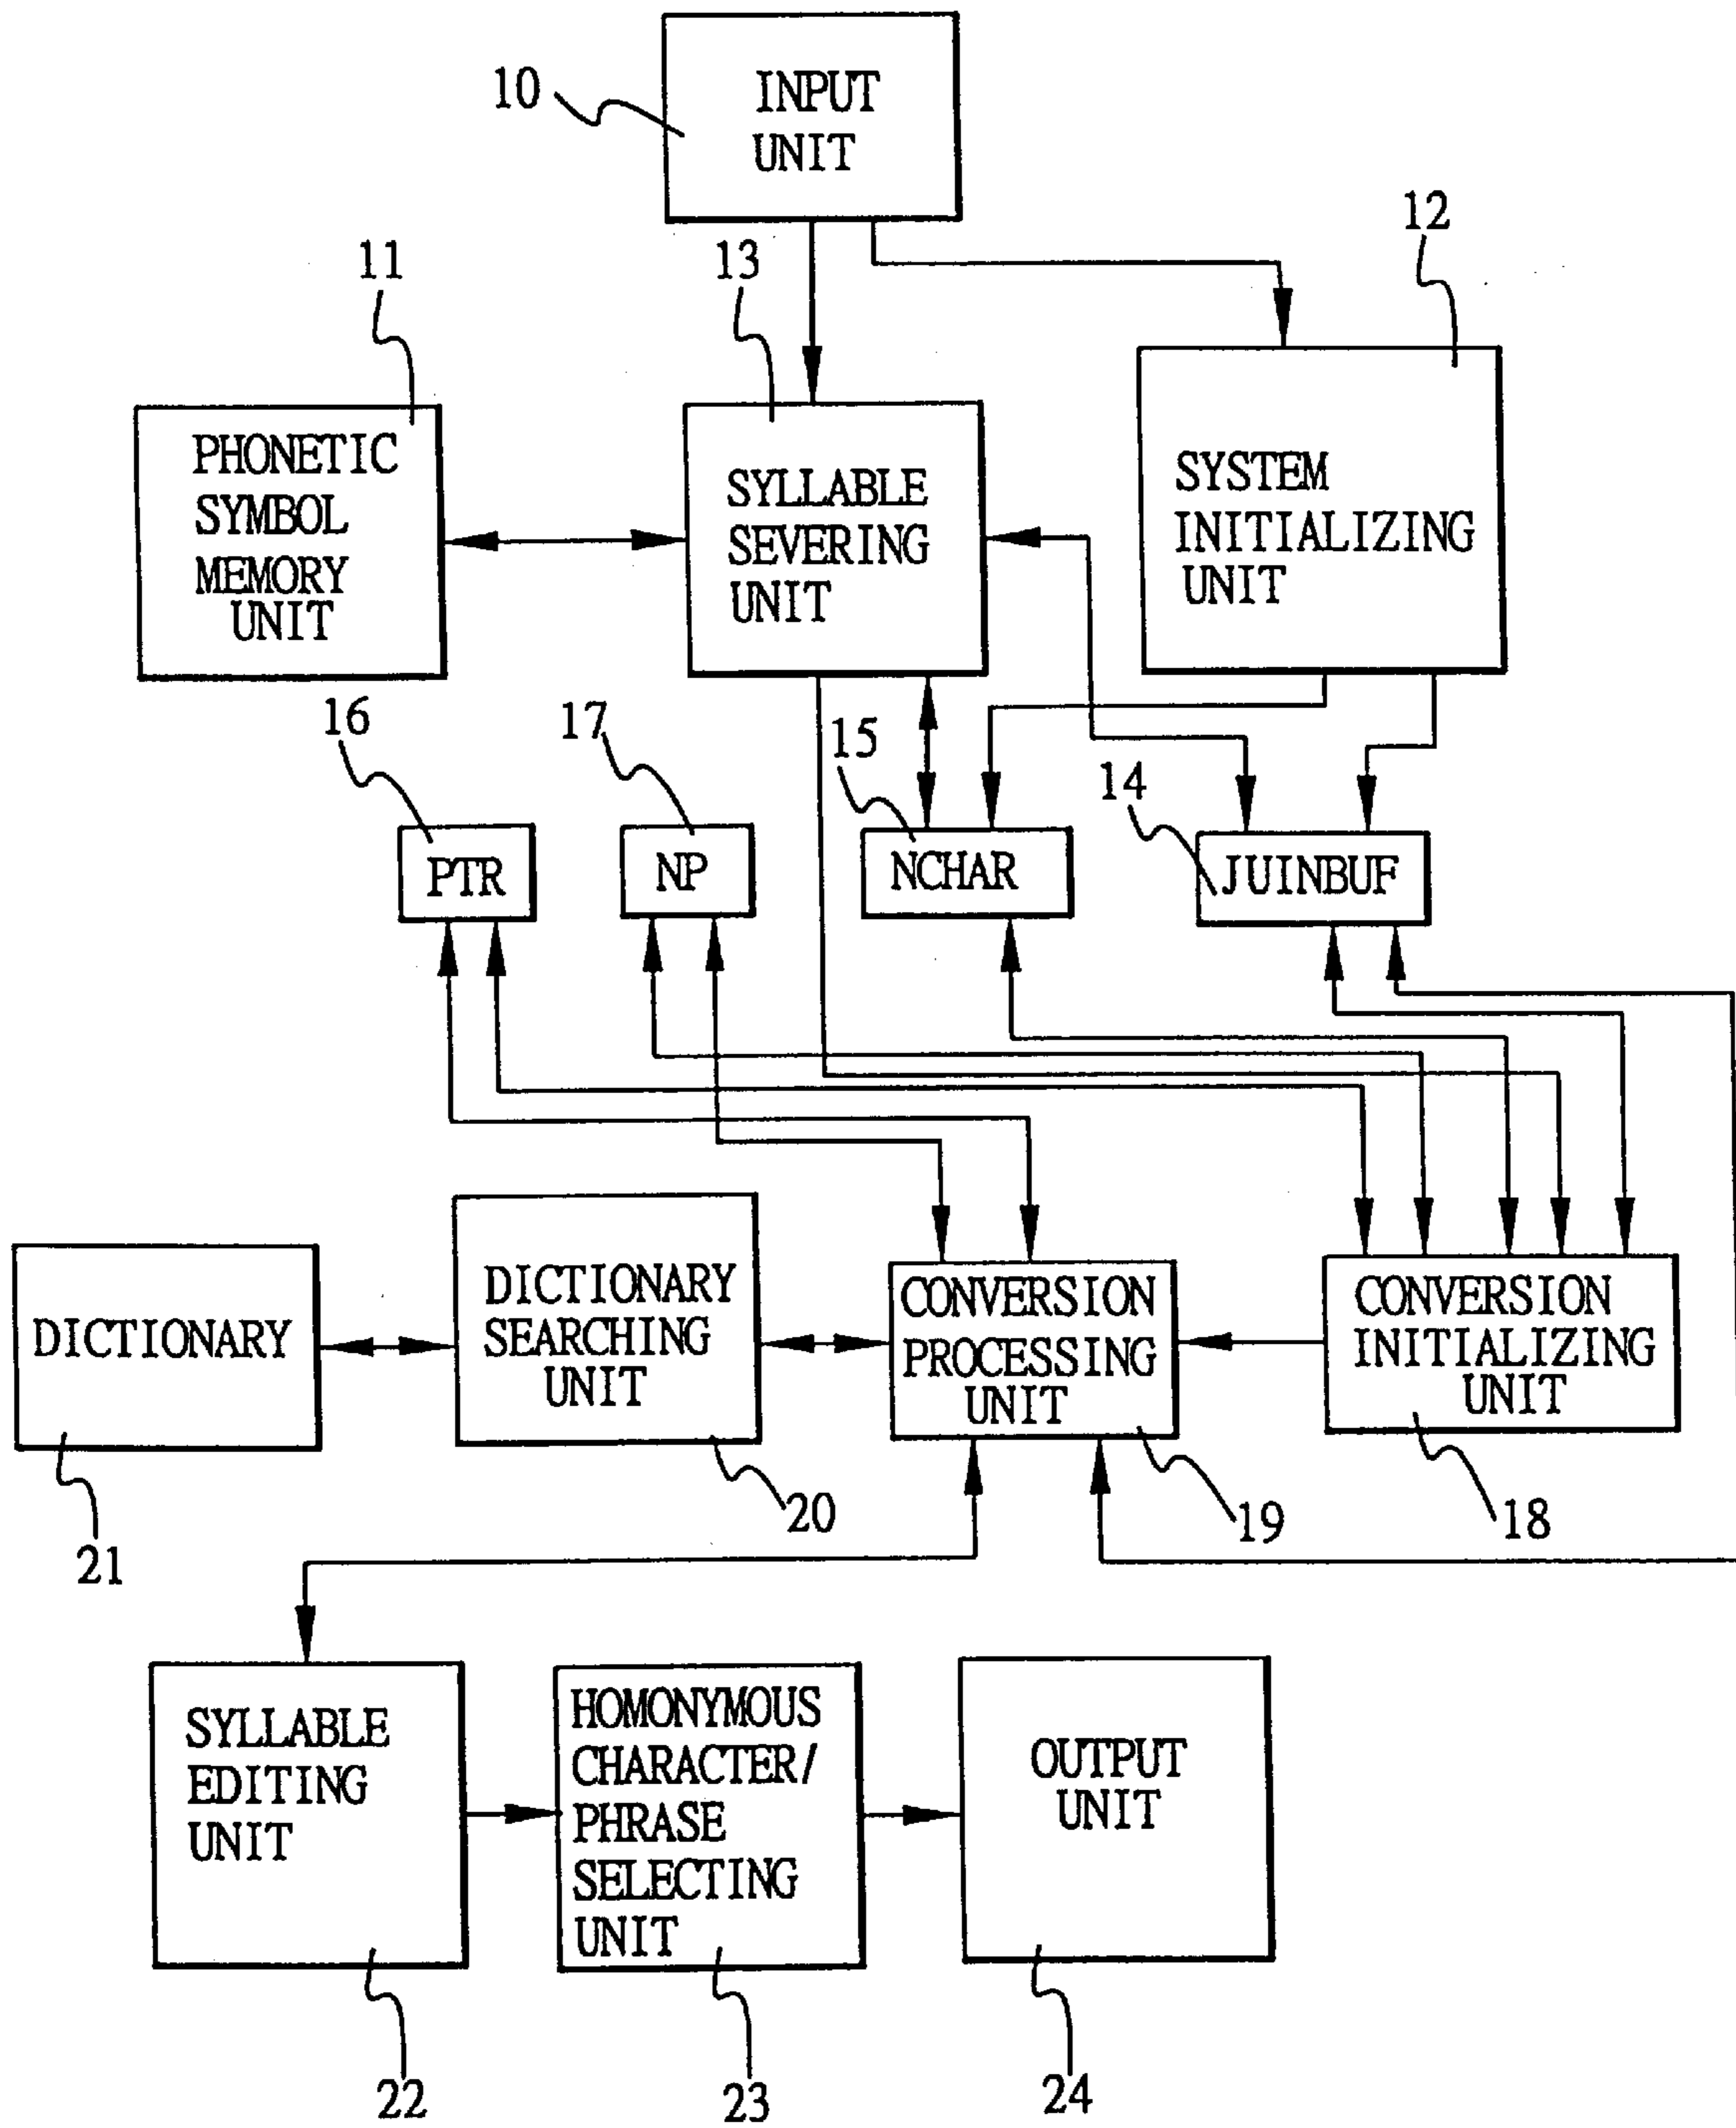 10
INPUT
UNIT
12
11
13
PHONETIC
SYMBOL
MEMORY
UNIT
SYLLABLE
SEVERING
UNIT
SYSTEM
INITIALIZING
UNIT
16
17
15
14
PTR
NP
NCHAR
JUINBUF
DICTIONARY
DICTIONARY
SEARCHING
UNIT
CONVERSION
PROCESSING
UNIT
CONVERSION
INITIALIZING
UNIT
21
20
19
18
SYLLABLE
EDITING
UNIT
HOMONYMOUS
CHARACTER/
PHRASE
SELECTING
UNIT
OUTPUT
UNIT
22
23
24